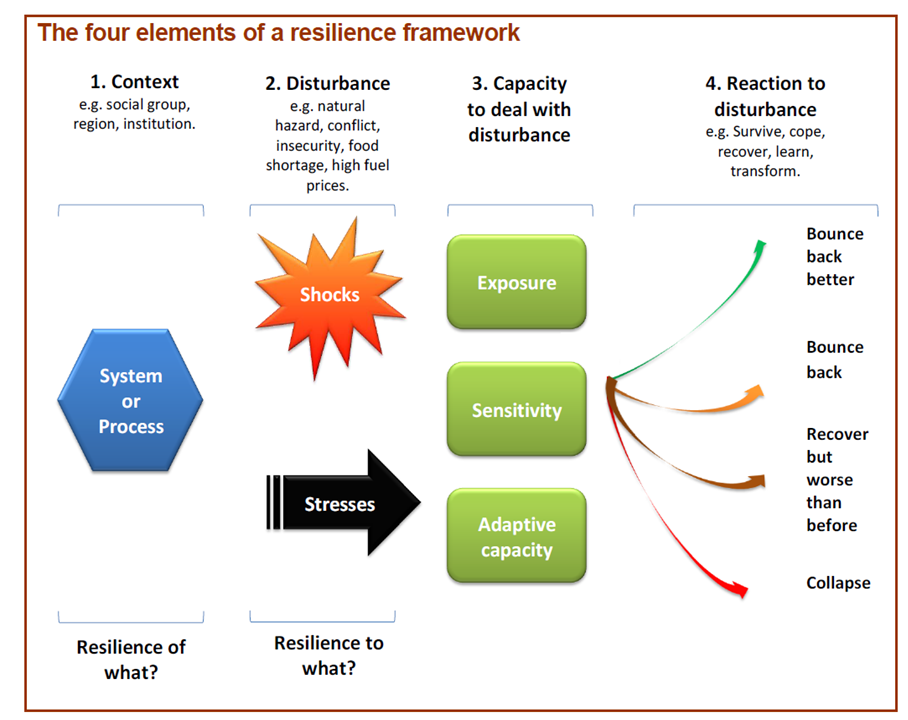 The four elements of a resilience framework
1. Context
e.g. social group,
region, institution.
2. Disturbance
e.g. natural
hazard, conflict,
insecurity, food
shortage, high fuel
prices.
3. Capacity
to deal with
disturbance
4. Reaction to
disturbance
e.g. Survive, cope,
recover, learn,
transform.
System
or
Process
Shocks
Stresses
Exposure
Sensitivity
Adaptive
capacity
Bounce
back
better
Bounce
back
Recover
but
worse
than
before
Collapse
Resilience of
what?
Resilience to
what?